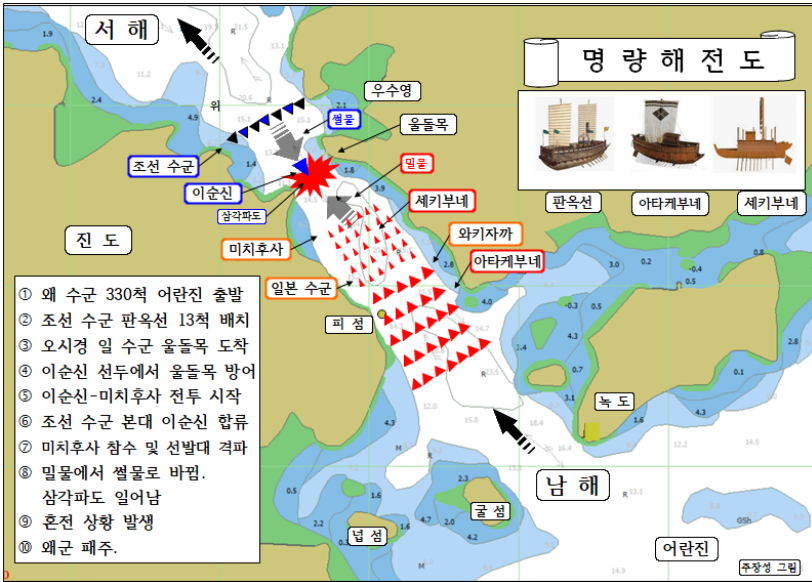 명 량 해 전 도
서 해
위
우수영
썰물
울돌목
조선 수군
밀물
이순신
세키부네
삼각파도
판옥선
아타케부네
세키부네
진 도
미치후사
와키자까
아타케부네
일본 수군
피 섬
① 왜 수군 330척 어란진 출발
② 조선 수군 판옥선 13척 배치
③ 오시경 일 수군 울돌목 도착
④ 이순신 선두에서 울돌목 방어
⑤ 이순신-미치후사 전투 시작
⑥ 조선 수군 본대 이순신 합류
⑦ 미치후사 참수 및 선발대 격파
⑧ 밀물에서 썰물로 바뀜.
삼각파도 일어남
⑨ 혼전 상황 발생
⑩ 왜군 패주.
녹 도
남 해
굴 섬
넙 섬
어란진
주장성 그림